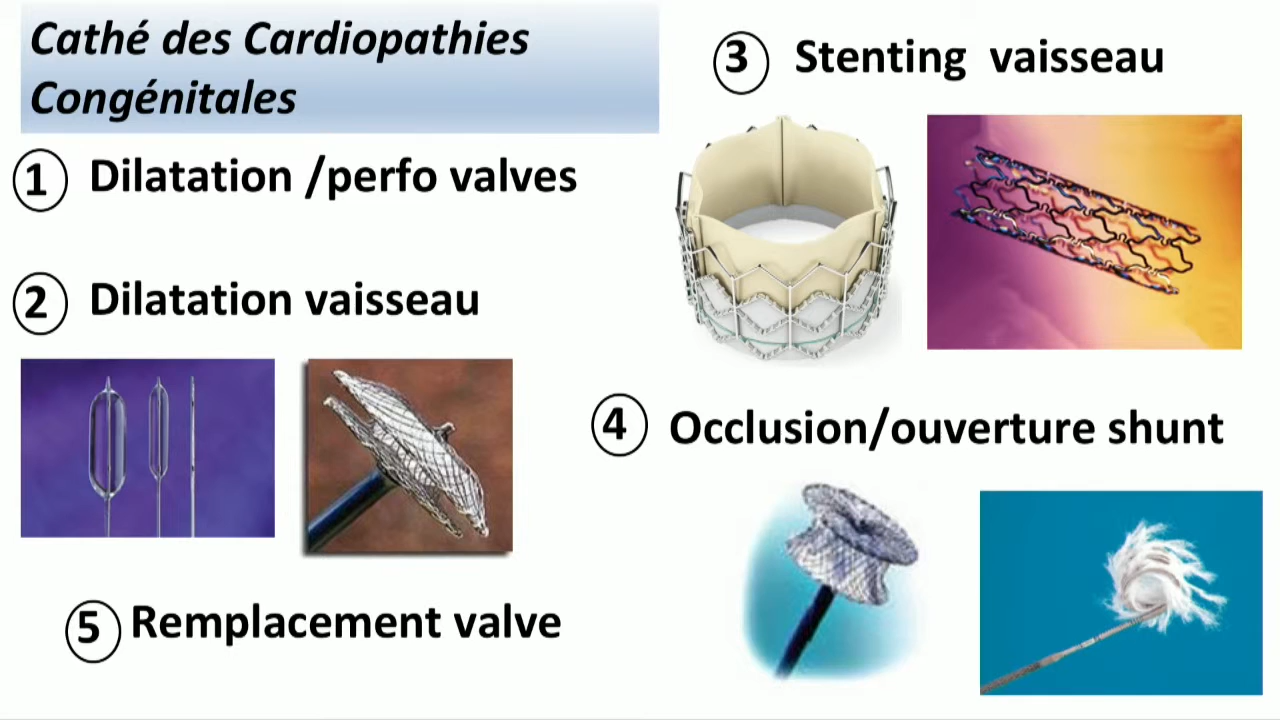 Cathé des Cardiopathies
Congénitales
1 Dilatation /perfo valves
2 Dilatation vaisseau
3 Stenting vaisseau
4 Occlusion/ouverture shunt
5 Remplacement valve